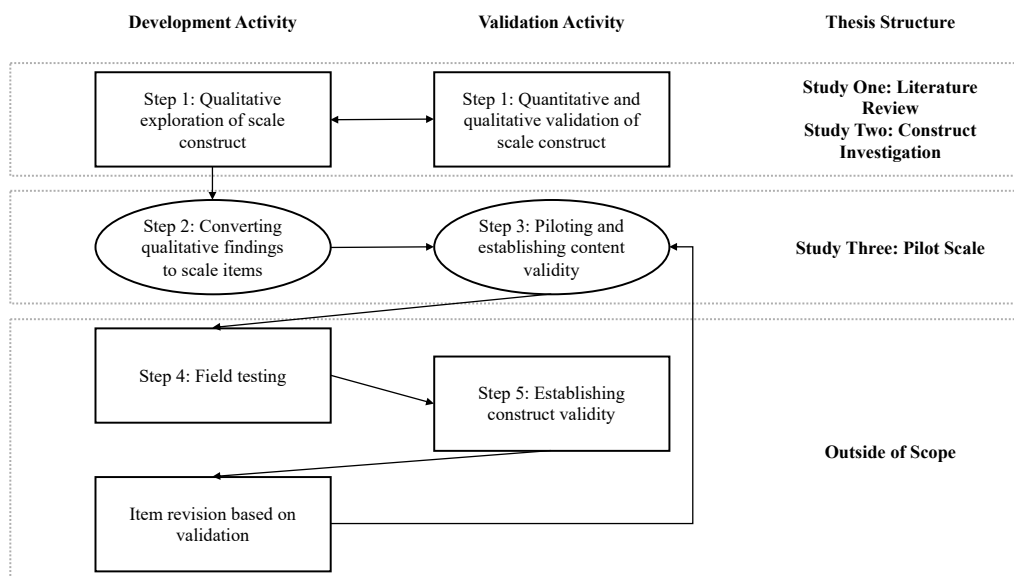 Development Activity
Validation Activity
Thesis Structure
Step 1: Qualitative
exploration of scale
construct
Step 1: Quantitative and
qualitative validation of
scale construct
Study One: Literature
Review
Study Two: Construct
Investigation
Step 2: Converting
qualitative findings
to scale items
Step 3: Piloting and
establishing content
validity
Study Three: Pilot Scale
Step 4: Field testing
Step 5: Establishing
construct validity
Outside of Scope
Item revision based on
validation